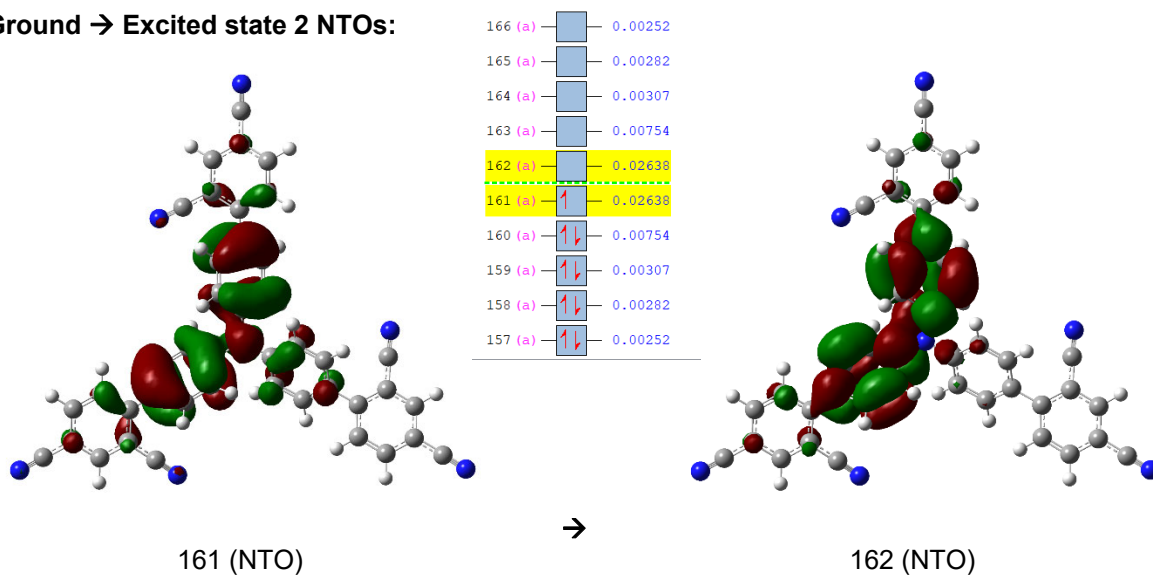 Ground → Excited state 2 NTOs:
166 (a) 0.00252
165 (a) 0.00282
164 (a) 0.00307
163 (a) 0.00754
162 (a) 0.02638
161 (a) 0.02638
160 (a) 0.00754
159 (a) 0.00307
158 (a) 0.00282
157 (a) 0.00252
→
161 (NTO) 162 (NTO)